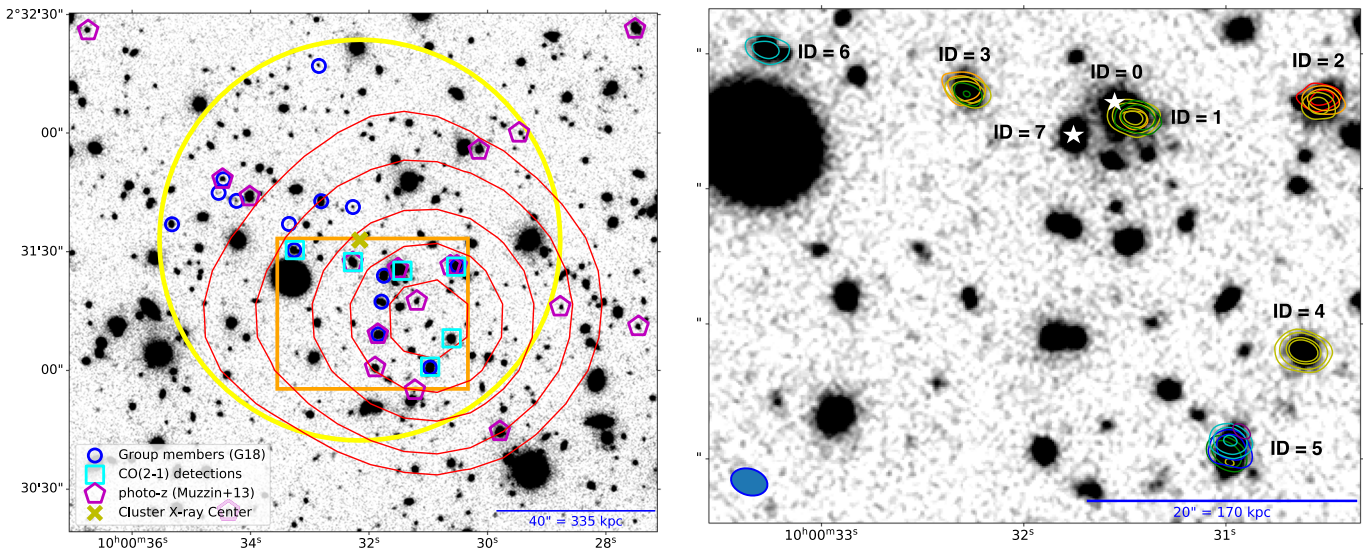 2°32'30"
00"
31'30"
00"
30'30"
Group members (G18)
CO(2-1) detections
photo-z (Muzzin+13)
Cluster X-ray Center
40" = 335 kpc
10ʰ00ᵐ36ˢ
34ˢ
32ˢ
30ˢ
28ˢ
ID = 6
ID = 3
ID = 0
ID = 2
ID = 7
ID = 1
ID = 4
ID = 5
20" = 170 kpc
"
"
"
"
10ʰ00ᵐ33ˢ
32ˢ
31ˢ